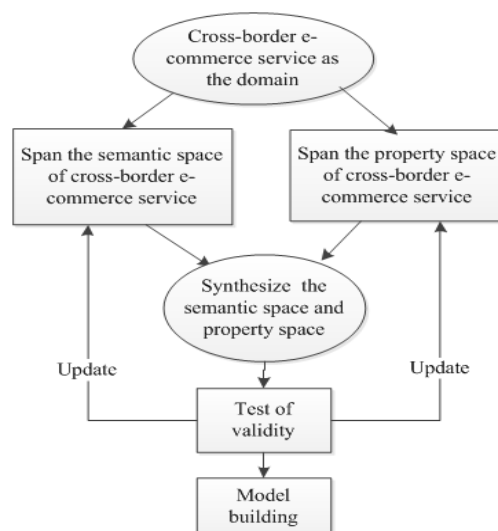 Cross-border e-
commerce service as
the domain
Span the semantic space
of cross-border e-
commerce service
Span the property space
of cross-border e-
commerce service
Synthesize the
semantic space and
property space
Update
Update
Test of
validity
Model
building